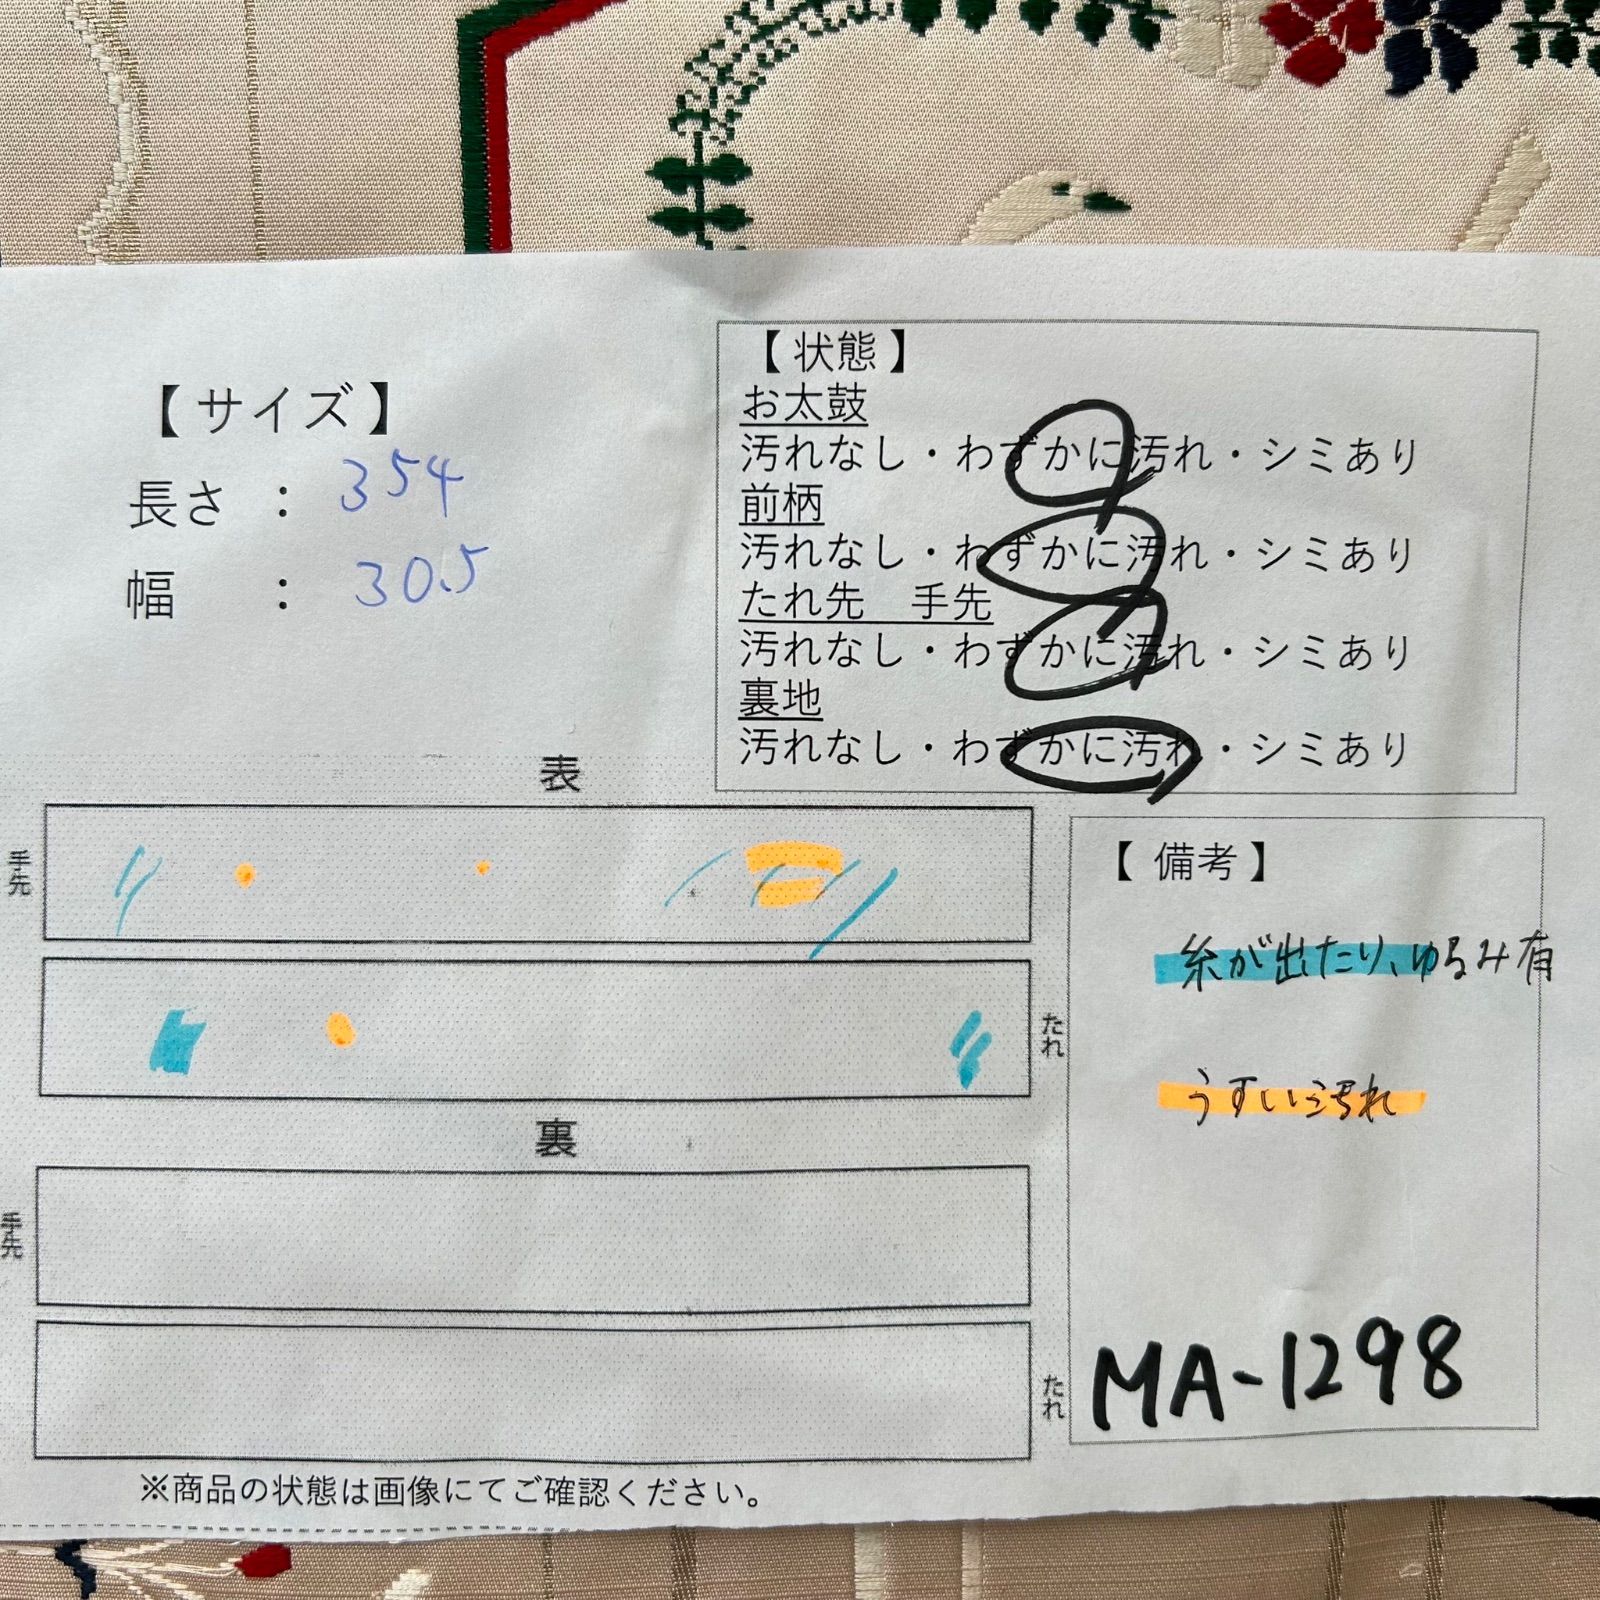 【サイズ】
長さ：354
幅：30.5
【状態】
お太鼓
汚れなし・わずかに汚れ・シミあり
前柄
汚れなし・わずかに汚れ・シミあり
たれ先　手先
汚れなし・わずかに汚れ・シミあり
裏地
汚れなし・わずかに汚れ・シミあり
表
手先
たれ
裏
手先
たれ
【備考】
糸が出たり、ゆるみ有
うすい汚れ
MA-1298
※商品の状態は画像にてご確認ください。